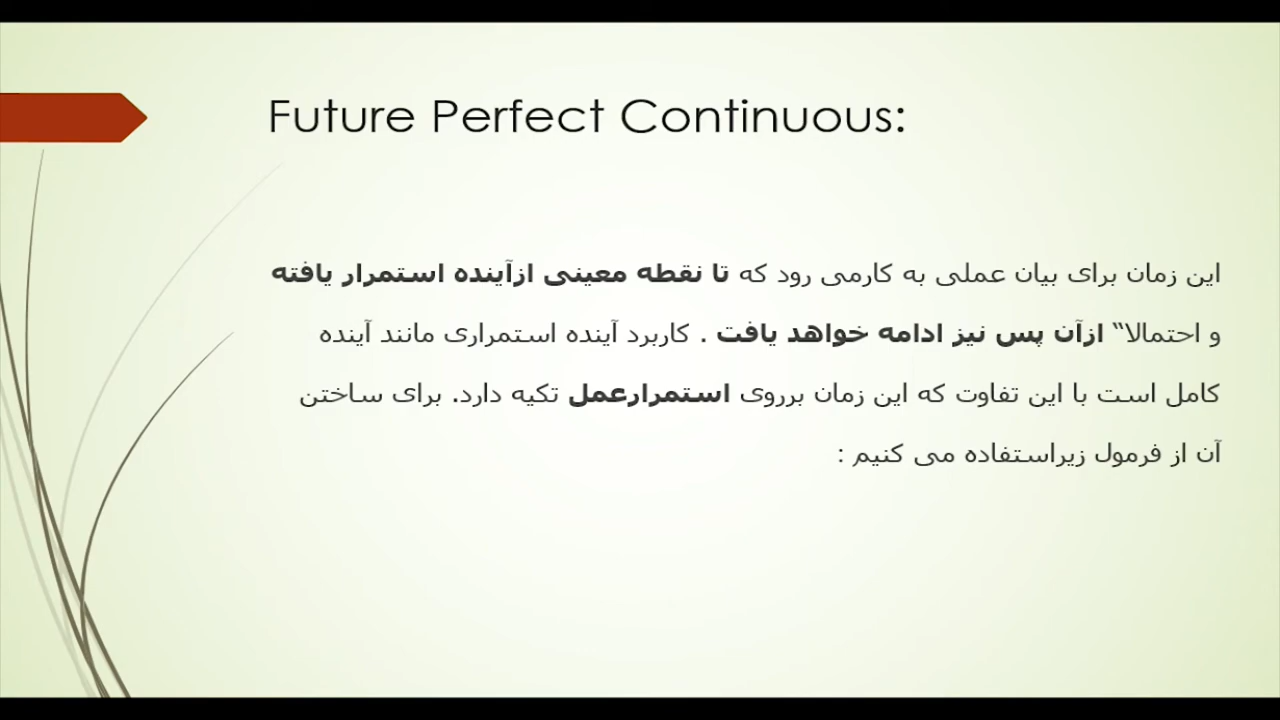 Future Perfect Continuous:
این زمان برای بیان عملی به کارمی رود که تا نقطه معینی ازآینده استمرار یافته
و احتمالا“ ازآن پس نیز ادامه خواهد یافت . کاربرد آینده استمراری مانند آینده
کامل است با این تفاوت که این زمان برروی استمرارعمل تکیه دارد. برای ساختن
آن از فرمول زیراستفاده می کنیم :